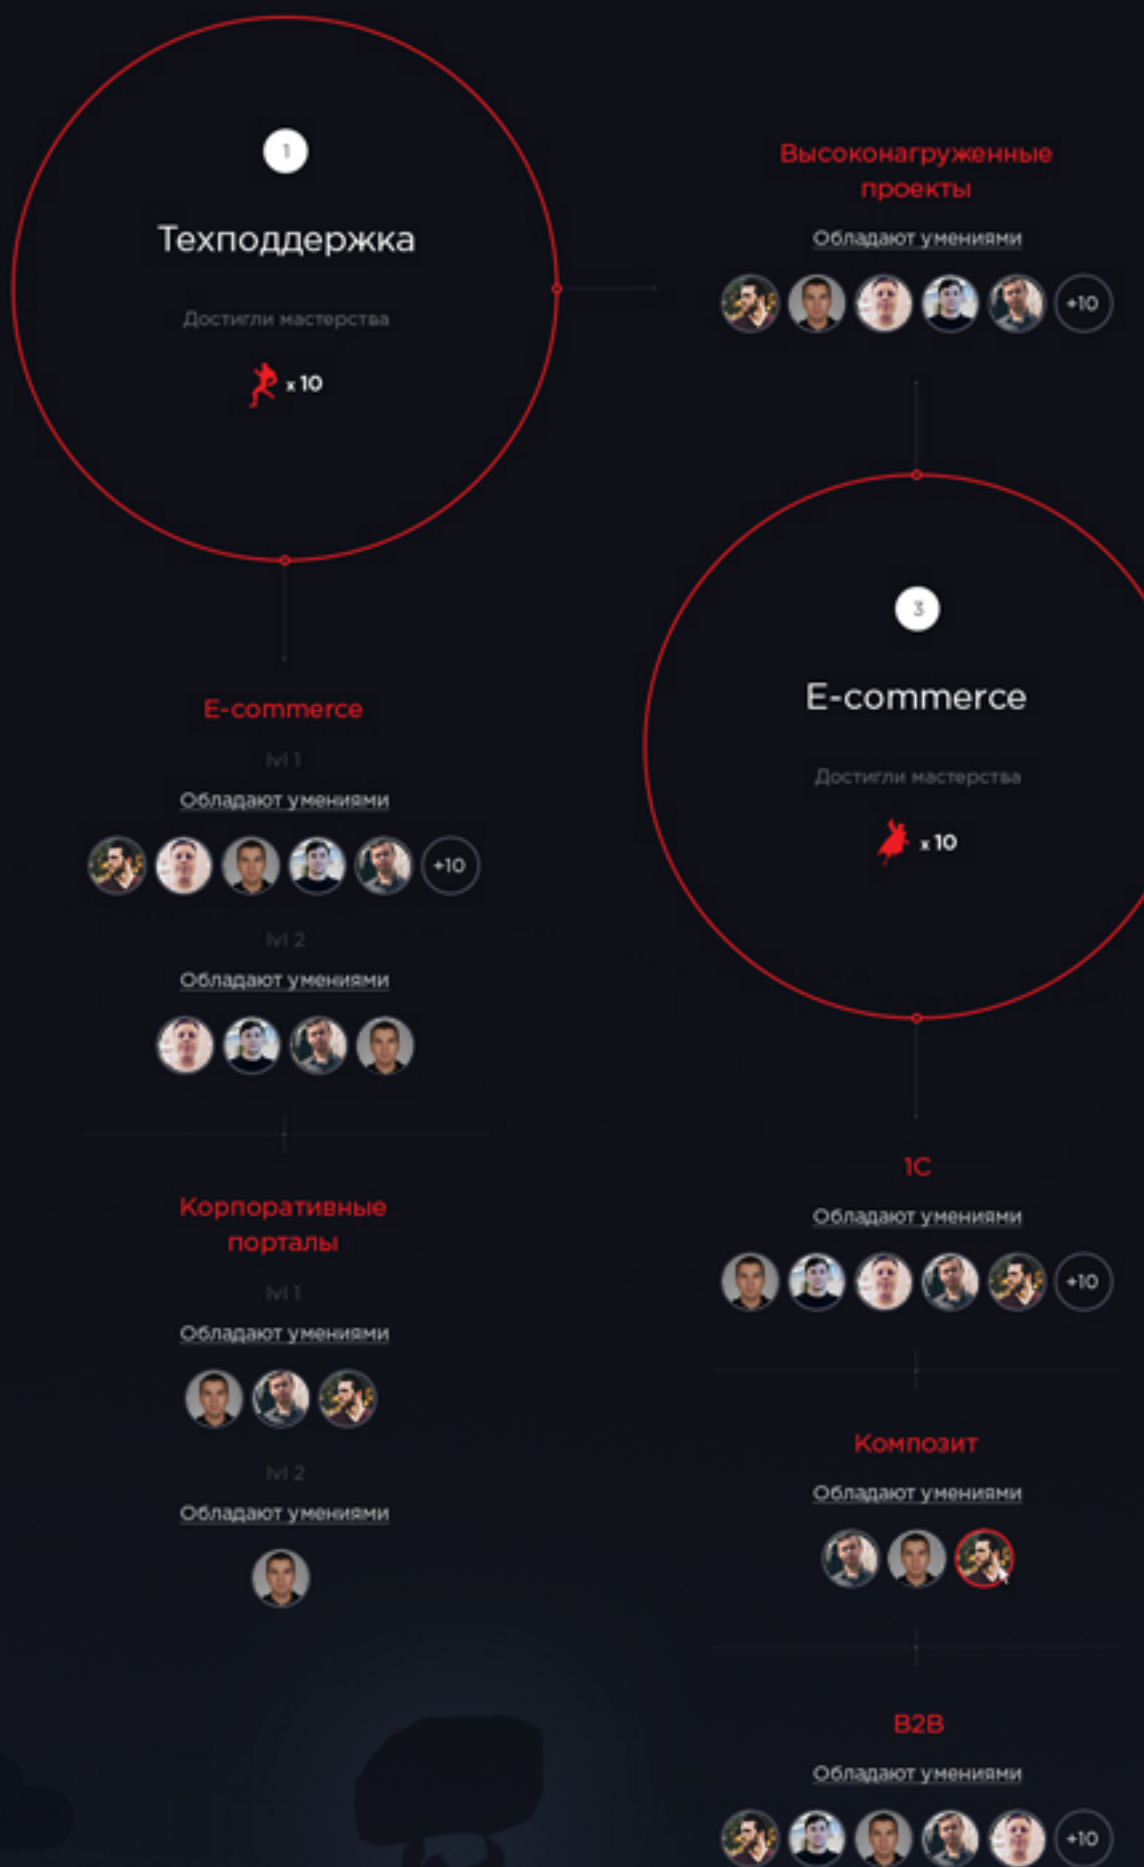 1
Техподдержка
Достигли мастерства
x 10
E-commerce
lvl 1
Обладают умениями
+10
lvl 2
Обладают умениями
Корпоративные
порталы
lvl 1
Обладают умениями
lvl 2
Обладают умениями
Высоконагруженные
проекты
Обладают умениями
+10
3
E-commerce
Достигли мастерства
x 10
1C
Обладают умениями
+10
Композит
Обладают умениями
B2B
Обладают умениями
+10